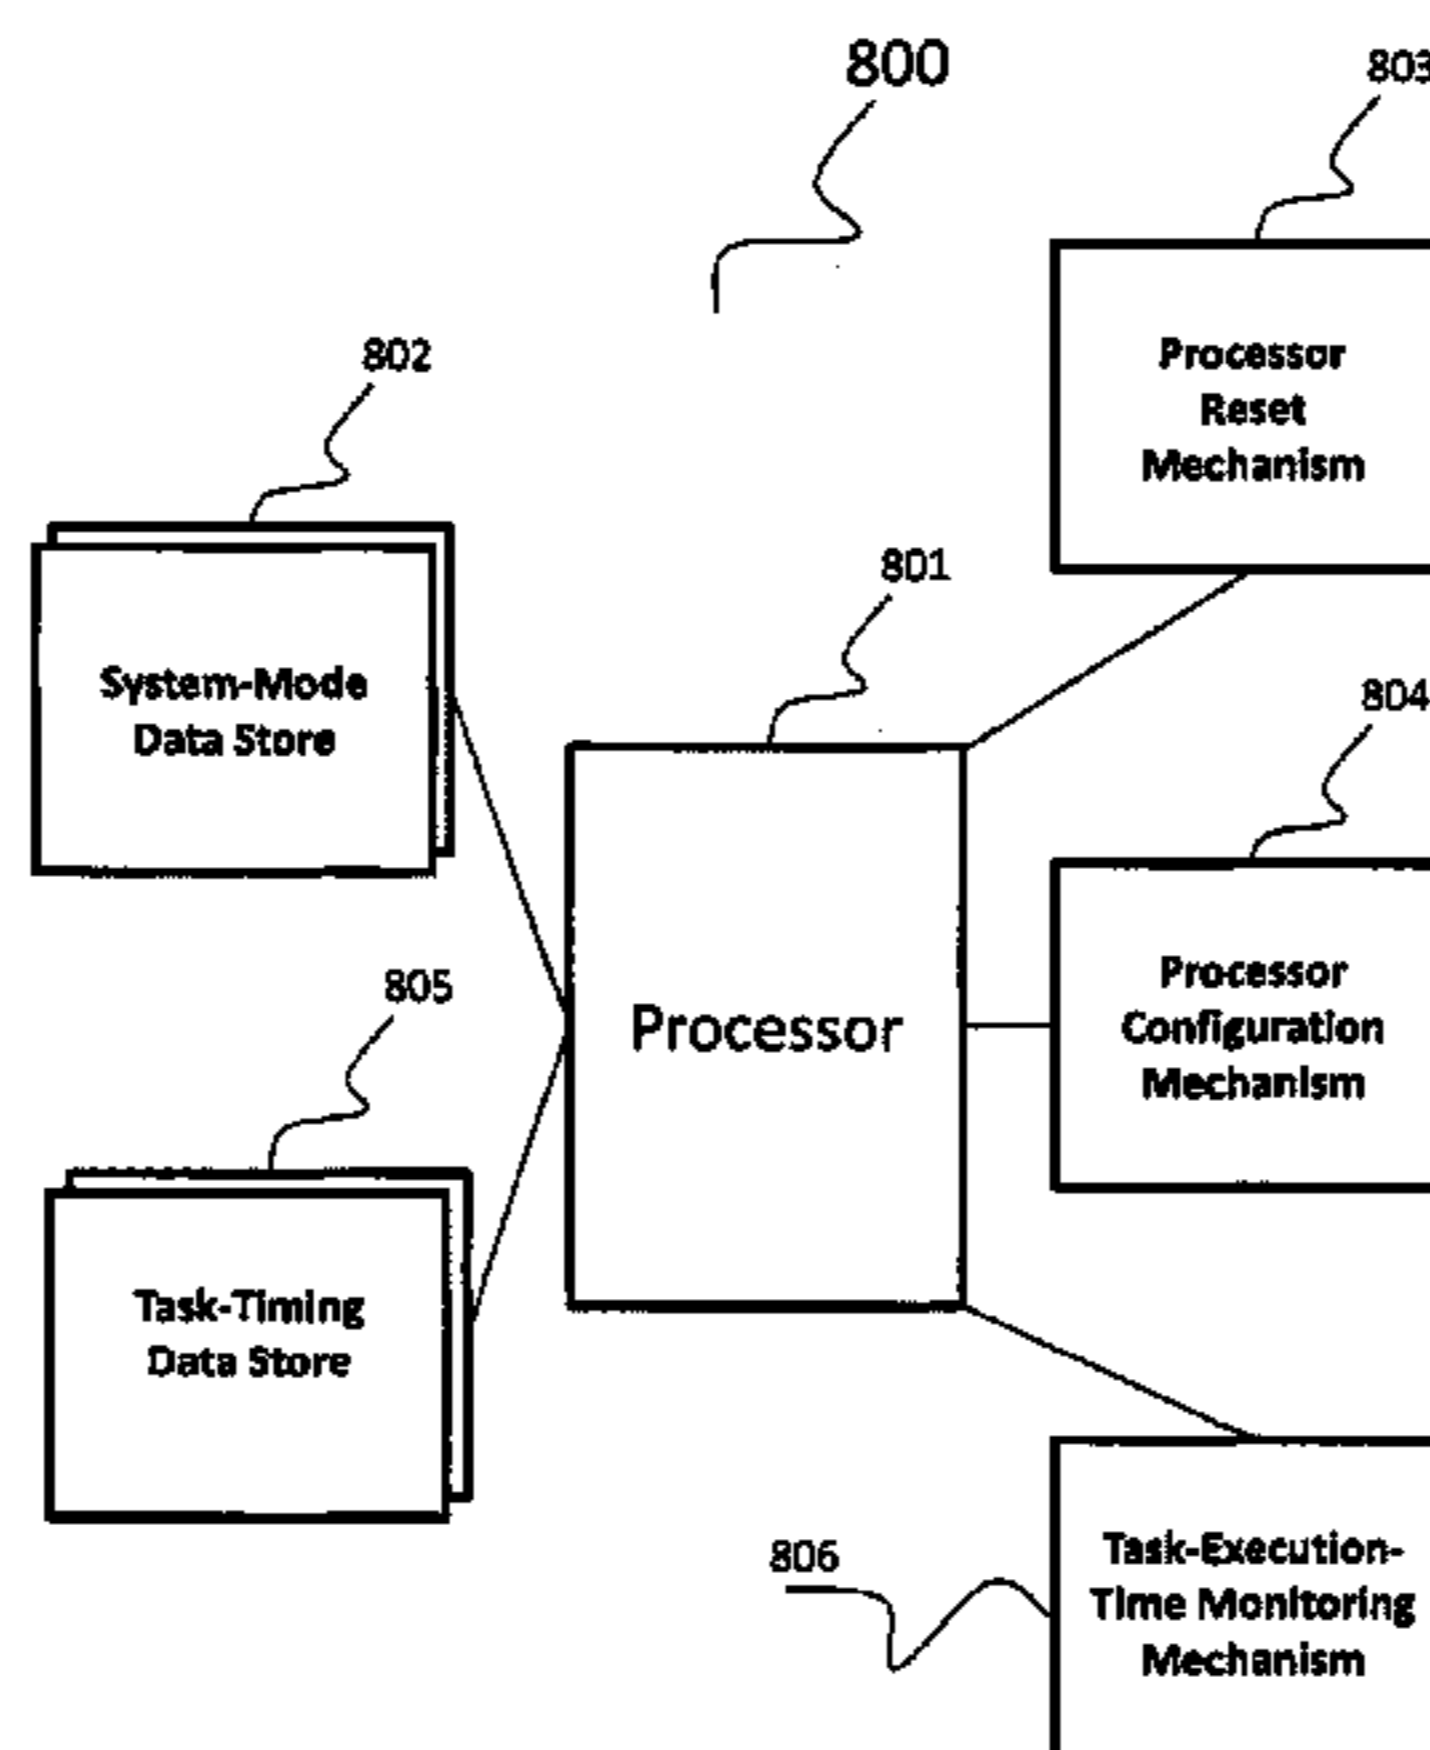 800
803
Processor
Reset
Mechanism
802
System-Mode
Data Store
801
Processor
804
Processor
Configuration
Mechanism
805
Task-Timing
Data Store
806
Task-Execution-
Time Monitoring
Mechanism